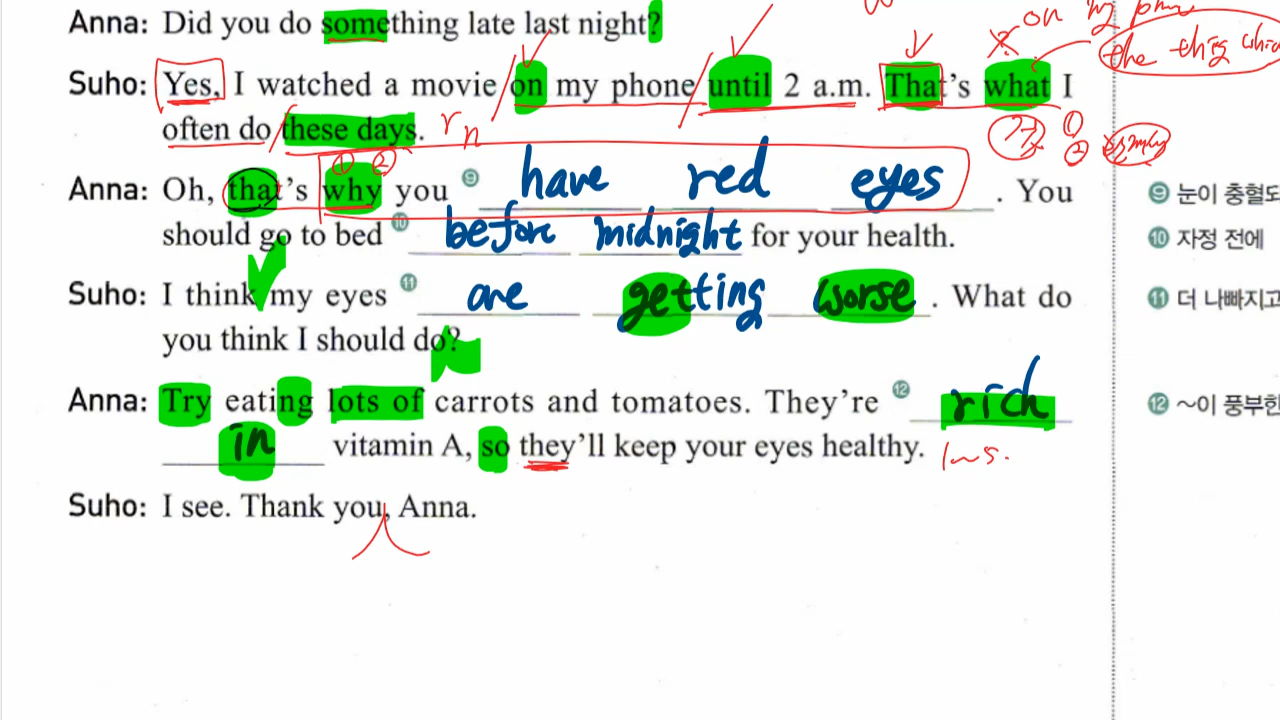 on my phone
the thing which
Anna: Did you do something late last night?
Suho: Yes, I watched a movie / on my phone / until 2 a.m. That's what I
often do / these days.
① ②
① ②
Anna: Oh, that's why you ⑨ have red eyes . You
⑨ 눈이 충혈되
should go to bed ⑩ before midnight for your health.
⑩ 자정 전에
Suho: I think my eyes ⑪ are getting worse . What do
⑪ 더 나빠지고
you think I should do?
Anna: Try eating lots of carrots and tomatoes. They're ⑫ rich
⑫ ~이 풍부한
in vitamin A, so they'll keep your eyes healthy.
Suho: I see. Thank you, Anna.